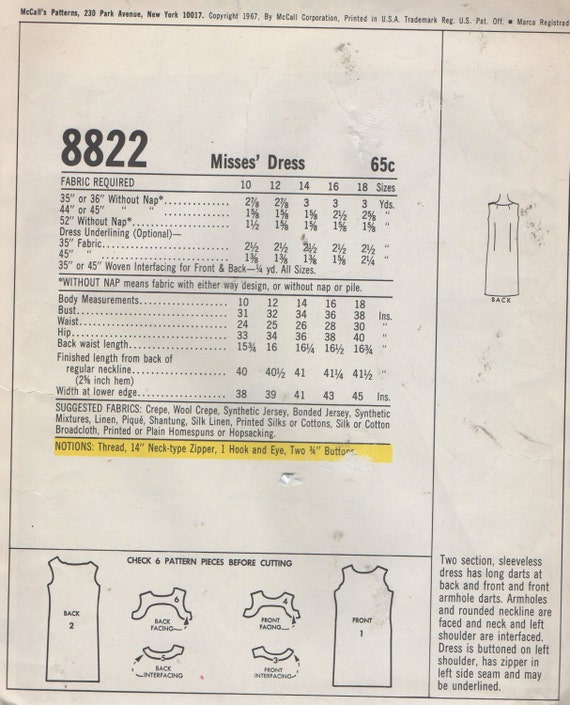 McCall's Patterns, 230 Park Avenue, New York 10017. Copyright 1967, By McCall Corporation, Printed in U.S.A. Trademark Reg. U.S. Pat. Off. ■ Marca Registrad
8822 Misses' Dress 65c
FABRIC REQUIRED 10 12 14 16 18 Sizes
35" or 36" Without Nap* 2⅞ 2⅞ 3 3 3 Yds.
44" or 45" " " 1⅝ 1⅝ 1⅝ 2½ 2⅝ "
52" Without Nap* 1½ 1⅝ 1⅝ 1⅝ 1⅝ "
Dress Underlining (Optional)—
35" Fabric 2½ 2½ 2½ 2½ 2½ "
45" " 1⅜ 1⅜ 1⅜ 1⅝ 2¼ "
35" or 45" Woven Interfacing for Front & Back—¼ yd. All Sizes.
*WITHOUT NAP means fabric with either way design, or without nap or pile.
Body Measurements 10 12 14 16 18
Bust 31 32 34 36 38 Ins.
Waist 24 25 26 28 30 "
Hip 33 34 36 38 40 "
Back waist length 15¾ 16 16¼ 16½ 16¾ "
Finished length from back of
regular neckline 40 40½ 41 41¼ 41½ "
(2⅝ inch hem)
Width at lower edge 38 39 41 43 45 Ins.
SUGGESTED FABRICS: Crepe, Wool Crepe, Synthetic Jersey, Bonded Jersey, Synthetic
Mixtures, Linen, Piqué, Shantung, Silk Linen, Printed Silks or Cottons, Silk or Cotton
Broadcloth, Printed or Plain Homespuns or Hopsacking.
NOTIONS: Thread, 14" Neck-type Zipper, 1 Hook and Eye, Two ¾" Buttons.
BACK
CHECK 6 PATTERN PIECES BEFORE CUTTING
BACK
2
6
BACK
FACING
5
BACK
INTERFACING
4
FRONT
FACING
3
FRONT
INTERFACING
FRONT
1
Two section, sleeveless
dress has long darts at
back and front and front
armhole darts. Armholes
and rounded neckline are
faced and neck and left
shoulder are interfaced.
Dress is buttoned on left
shoulder, has zipper in
left side seam and may
be underlined.